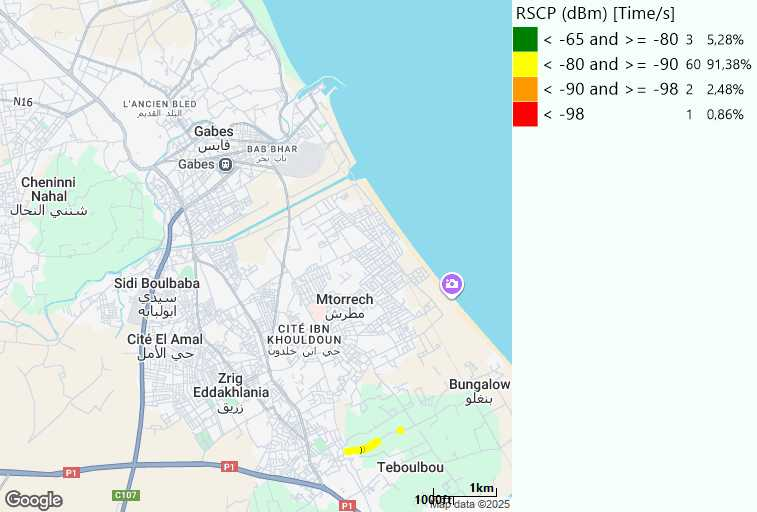 RSCP (dBm) [Time/s]
< -65 and >= -80 3 5,28%
< -80 and >= -90 60 91,38%
< -90 and >= -98 2 2,48%
< -98 1 0,86%
N16
L'ANCIEN BLED
البلد القديم
Gabes
قابس
BAB BHAR
باب بحر
Gabes
Cheninni
Nahal
شنني النحال
Sidi Boulbaba
سيدي
ابولبابه
Mtorrech
مطرش
CITÉ IBN
KHOULDOUN
حي ابن خلدون
Cité El Amal
حي الأمل
Zrig
Eddakhlania
زريق
Bungalow
بنغلو
Teboulbou
P1
P1
P1
C107
1km
1000ft
Google
Map data ©2025